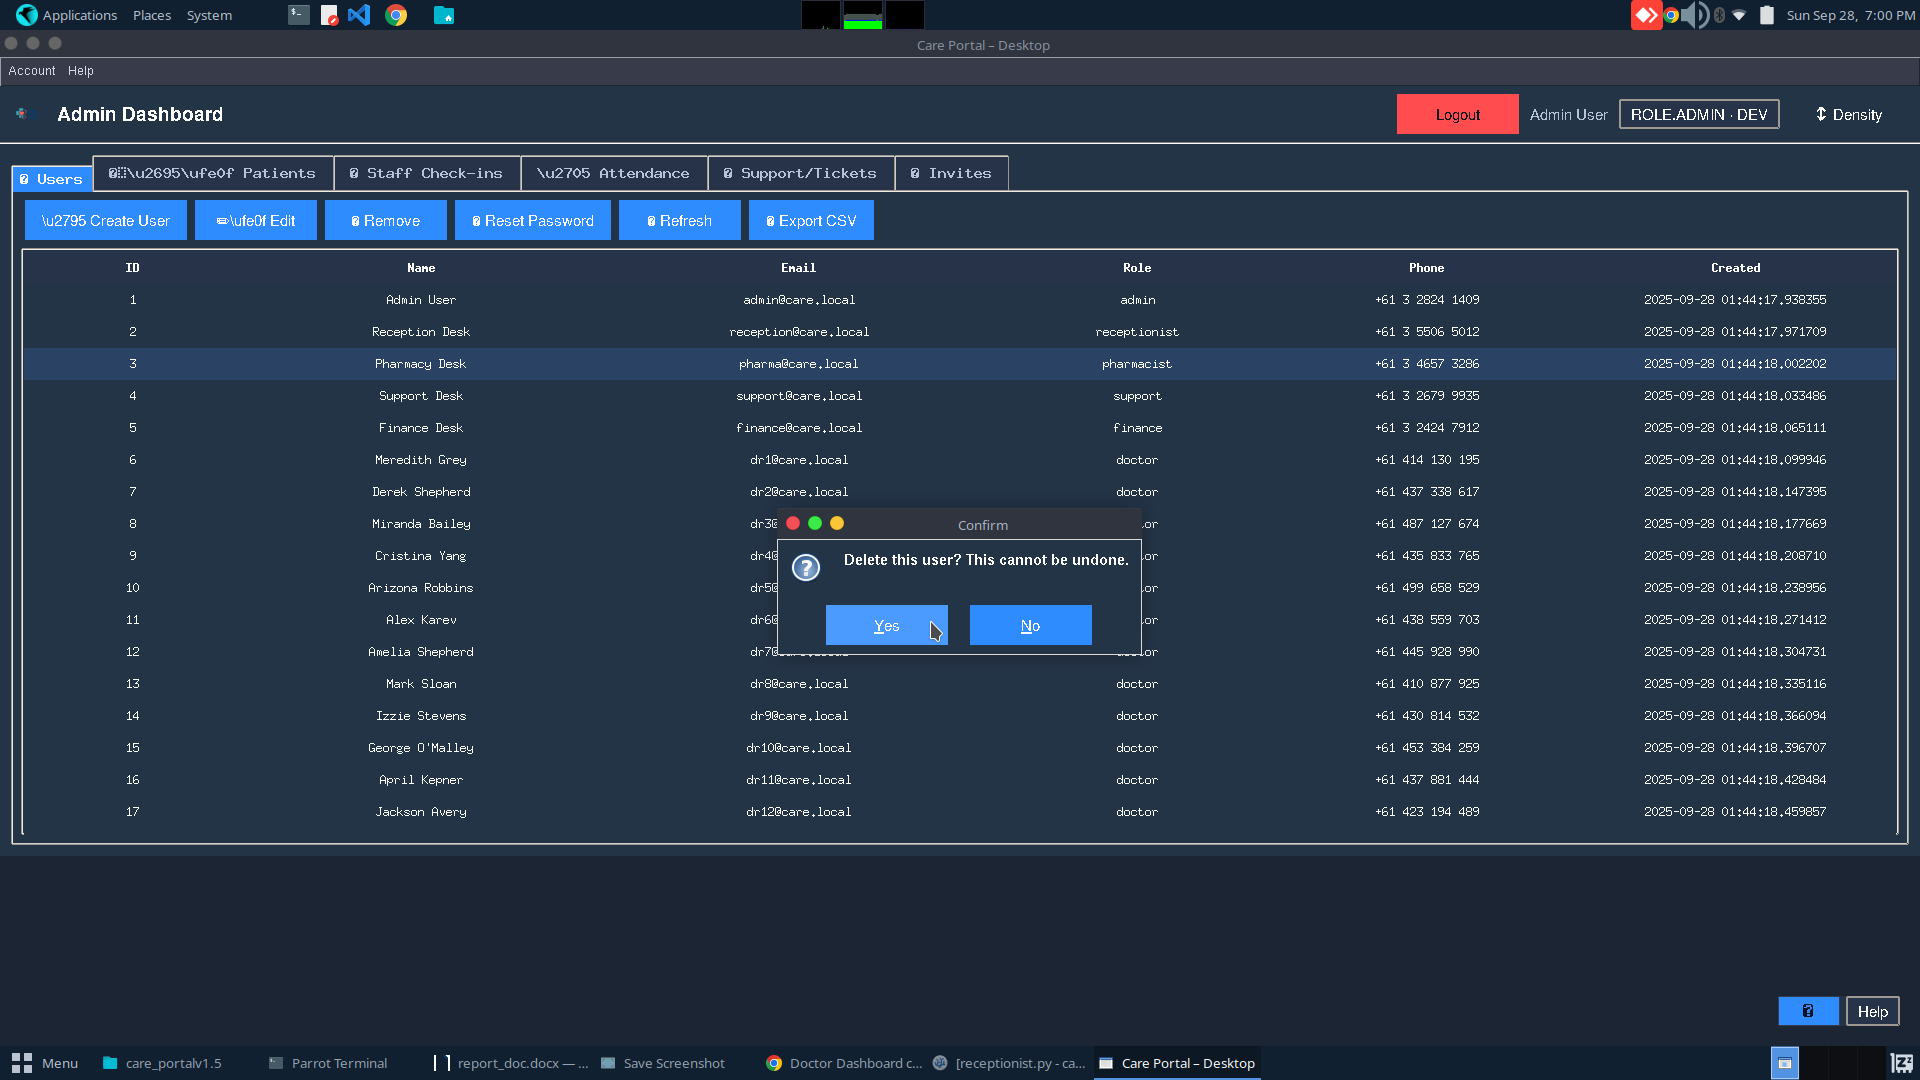 Applications Places System
Sun Sep 28, 7:00 PM
Care Portal – Desktop
Account Help
Admin Dashboard
Logout Admin User ROLE.ADMIN · DEV ↕ Density
Users \u2695\ufe0f Patients Staff Check-ins \u2705 Attendance Support/Tickets Invites
\u2795 Create User ✏\ufe0f Edit Remove Reset Password Refresh Export CSV
ID Name Email Role Phone Created
1 Admin User admin@care.local admin +61 3 2824 1409 2025-09-28 01:44:17.938355
2 Reception Desk reception@care.local receptionist +61 3 5506 5012 2025-09-28 01:44:17.971709
3 Pharmacy Desk pharma@care.local pharmacist +61 3 4657 3286 2025-09-28 01:44:18.002202
4 Support Desk support@care.local support +61 3 2679 9935 2025-09-28 01:44:18.033486
5 Finance Desk finance@care.local finance +61 3 2424 7912 2025-09-28 01:44:18.065111
6 Meredith Grey dr1@care.local doctor +61 414 130 195 2025-09-28 01:44:18.099946
7 Derek Shepherd dr2@care.local doctor +61 437 338 617 2025-09-28 01:44:18.147395
8 Miranda Bailey dr3@ or +61 487 127 674 2025-09-28 01:44:18.177669
9 Cristina Yang dr4@ or +61 435 833 765 2025-09-28 01:44:18.208710
10 Arizona Robbins dr5@ or +61 499 658 529 2025-09-28 01:44:18.238956
11 Alex Karev dr6@ or +61 438 559 703 2025-09-28 01:44:18.271412
12 Amelia Shepherd dr7@ +61 445 928 990 2025-09-28 01:44:18.304731
13 Mark Sloan dr8@care.local doctor +61 410 877 925 2025-09-28 01:44:18.335116
14 Izzie Stevens dr9@care.local doctor +61 430 814 532 2025-09-28 01:44:18.366094
15 George O'Malley dr10@care.local doctor +61 453 384 259 2025-09-28 01:44:18.396707
16 April Kepner dr11@care.local doctor +61 437 881 444 2025-09-28 01:44:18.428484
17 Jackson Avery dr12@care.local doctor +61 423 194 489 2025-09-28 01:44:18.459857
Confirm
Delete this user? This cannot be undone.
Yes No
Help
Menu care_portalv1.5 Parrot Terminal report_doc.docx — ... Save Screenshot Doctor Dashboard c... [receptionist.py - ca... Care Portal – Desktop